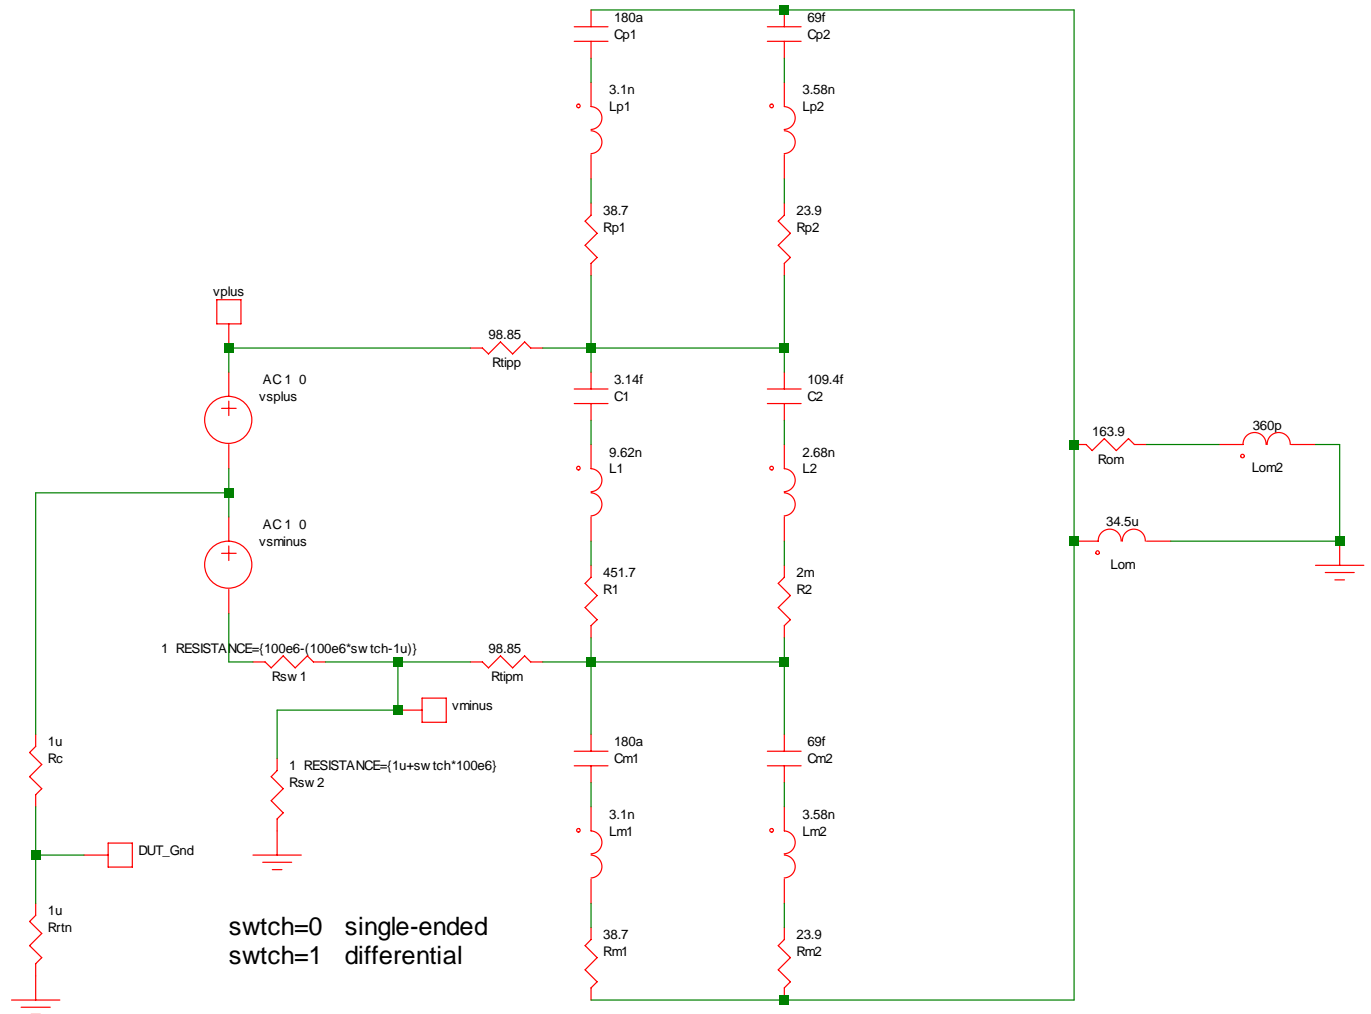 180a
Cp1
69f
Cp2
3.1n
Lp1
3.58n
Lp2
38.7
Rp1
23.9
Rp2
vplus
98.85
Rtipp
AC 1 0
vsplus
3.14f
C1
109.4f
C2
163.9
Rom
360p
Lom2
9.62n
L1
2.68n
L2
AC 1 0
vsminus
34.5u
Lom
451.7
R1
2m
R2
1 RESISTANCE={100e6-(100e6*swtch-1u)}
Rsw1
98.85
Rtipm
vminus
1u
Rc
180a
Cm1
69f
Cm2
1 RESISTANCE={1u+swtch*100e6}
Rsw2
3.1n
Lm1
3.58n
Lm2
DUT_Gnd
1u
Rrtn
swtch=0 single-ended
swtch=1 differential
38.7
Rm1
23.9
Rm2